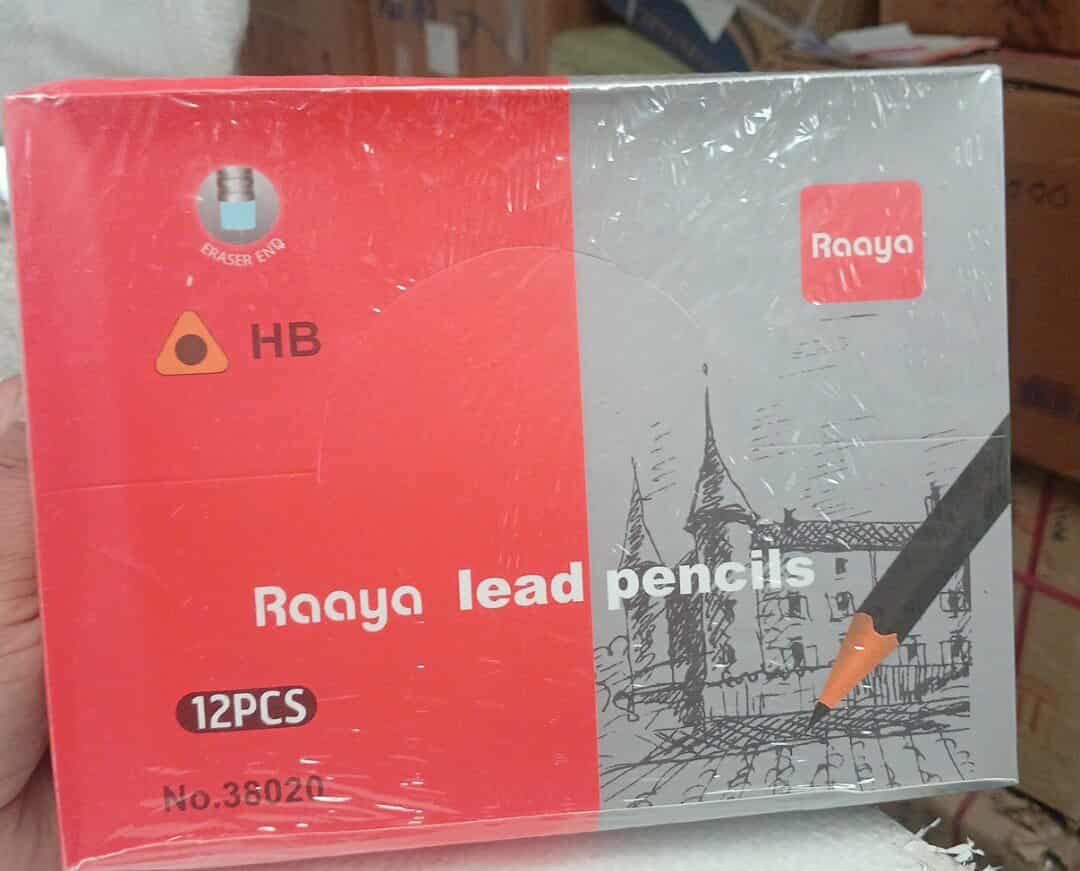 ERASER END
Raaya
HB
Raaya lead pencils
12PCS
No.38020